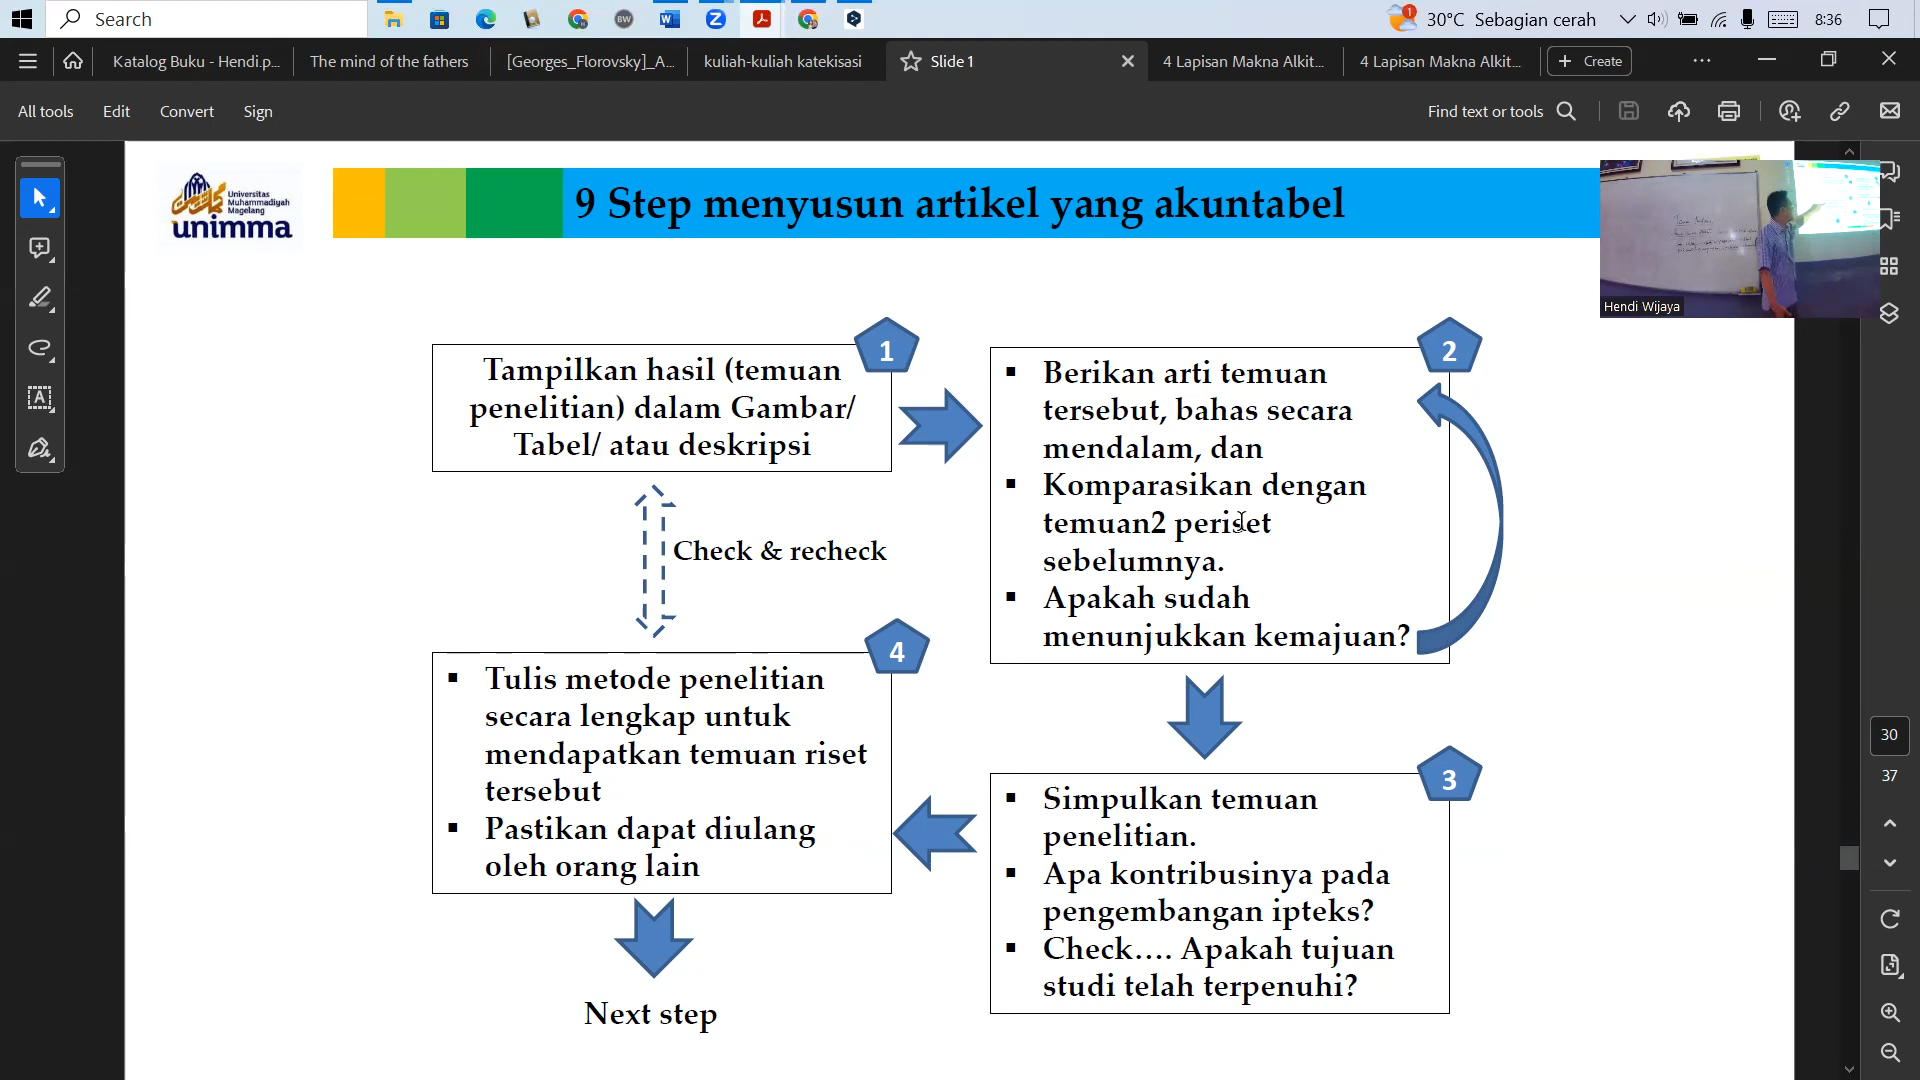 Search
30°C Sebagian cerah
8:36
Katalog Buku - Hendi.p...
The mind of the fathers
[Georges_Florovsky]_A...
kuliah-kuliah katekisasi
Slide 1
4 Lapisan Makna Alkit...
4 Lapisan Makna Alkit...
Create
All tools
Edit
Convert
Sign
Find text or tools
Universitas
Muhammadiyah
Magelang
unimma
9 Step menyusun artikel yang akuntabel
Hendi Wijaya
1
Tampilkan hasil (temuan
penelitian) dalam Gambar/
Tabel/ atau deskripsi
2
▪ Berikan arti temuan
tersebut, bahas secara
mendalam, dan
▪ Komparasikan dengan
temuan2 periset
sebelumnya.
▪ Apakah sudah
menunjukkan kemajuan?
Check & recheck
3
▪ Simpulkan temuan
penelitian.
▪ Apa kontribusinya pada
pengembangan ipteks?
▪ Check…. Apakah tujuan
studi telah terpenuhi?
4
▪ Tulis metode penelitian
secara lengkap untuk
mendapatkan temuan riset
tersebut
▪ Pastikan dapat diulang
oleh orang lain
Next step
30
37